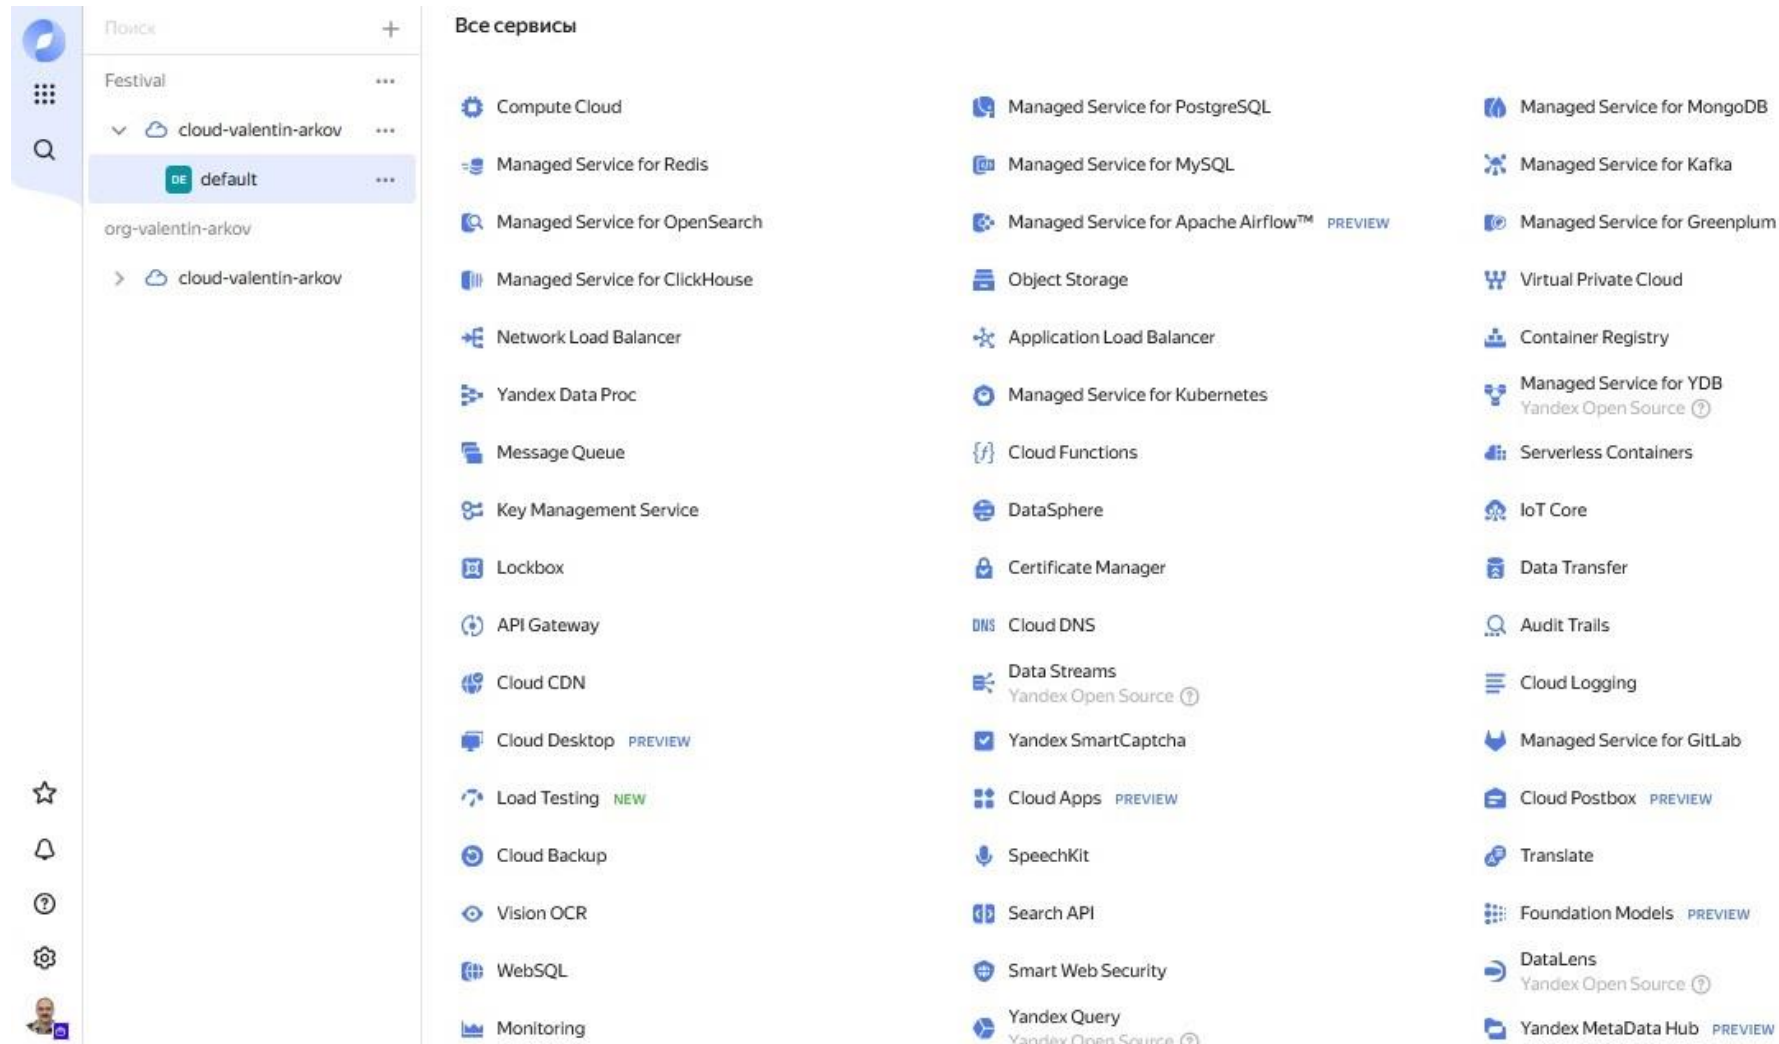 Поиск
Festival
cloud-valentin-arkov
DE default
org-valentin-arkov
cloud-valentin-arkov
Все сервисы
Compute Cloud
Managed Service for PostgreSQL
Managed Service for MongoDB
Managed Service for Redis
Managed Service for MySQL
Managed Service for Kafka
Managed Service for OpenSearch
Managed Service for Apache Airflow™ PREVIEW
Managed Service for Greenplum
Managed Service for ClickHouse
Object Storage
Virtual Private Cloud
Network Load Balancer
Application Load Balancer
Container Registry
Yandex Data Proc
Managed Service for Kubernetes
Managed Service for YDB
Yandex Open Source
Message Queue
Cloud Functions
Serverless Containers
Key Management Service
DataSphere
IoT Core
Lockbox
Certificate Manager
Data Transfer
API Gateway
DNS Cloud DNS
Audit Trails
Cloud CDN
Data Streams
Yandex Open Source
Cloud Logging
Cloud Desktop PREVIEW
Yandex SmartCaptcha
Managed Service for GitLab
Load Testing NEW
Cloud Apps PREVIEW
Cloud Postbox PREVIEW
Cloud Backup
SpeechKit
Translate
Vision OCR
Search API
Foundation Models PREVIEW
WebSQL
Smart Web Security
DataLens
Yandex Open Source
Monitoring
Yandex Query
Yandex Open Source
Yandex MetaData Hub PREVIEW